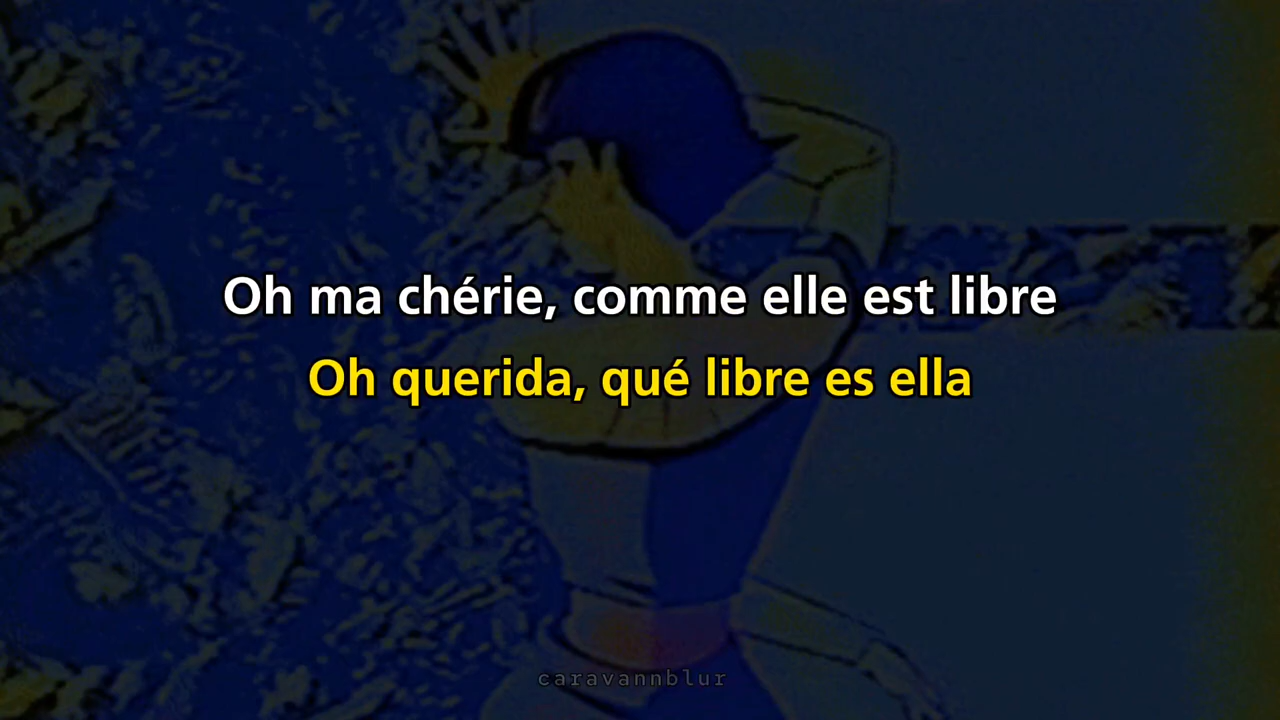 Oh ma chérie, comme elle est libre
Oh querida, qué libre es ella
caravannblur